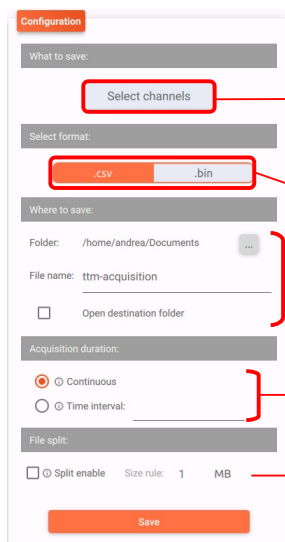 Configuration
What to save:
Select channels
Select format:
.csv .bin
Where to save:
Folder: /home/andrea/Documents ...
File name: ttm-acquisition
Open destination folder
Acquisition duration:
Continuous
Time interval:
File split:
Split enable Size rule: 1 MB
Save